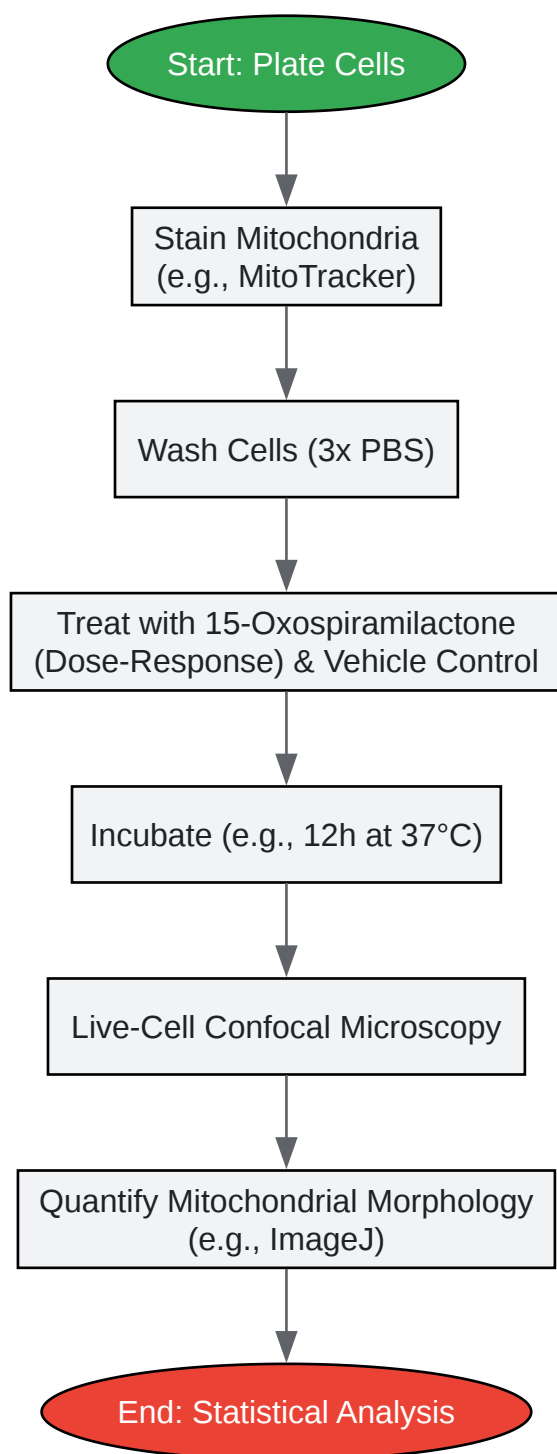 Start: Plate Cells
Stain Mitochondria
(e.g., MitoTracker)
Wash Cells (3x PBS)
Treat with 15-Oxospiramilactone
(Dose-Response) & Vehicle Control
Incubate (e.g., 12h at 37°C)
Live-Cell Confocal Microscopy
Quantify Mitochondrial Morphology
(e.g., ImageJ)
End: Statistical Analysis